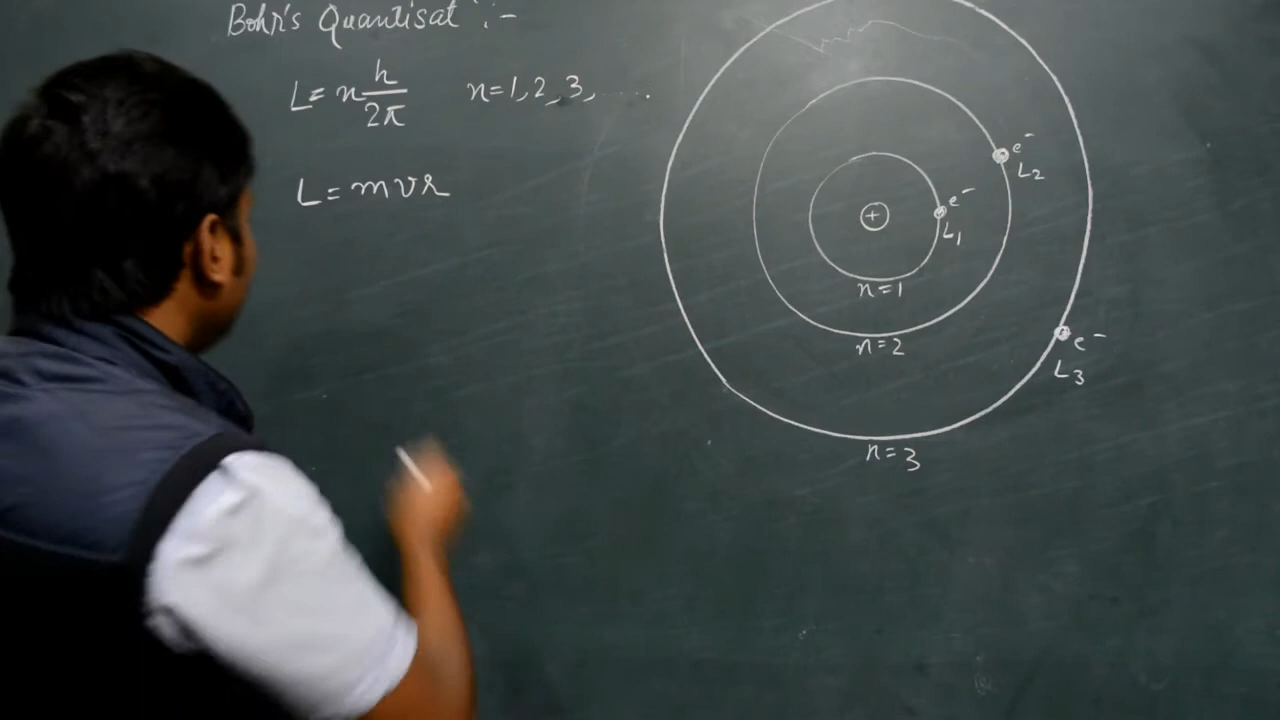 Bohr's Quantisat :-
L = n h/2π    n = 1, 2, 3, .....
L = mvr
+
e⁻
L₁
e⁻
L₂
e⁻
L₃
n = 1
n = 2
n = 3